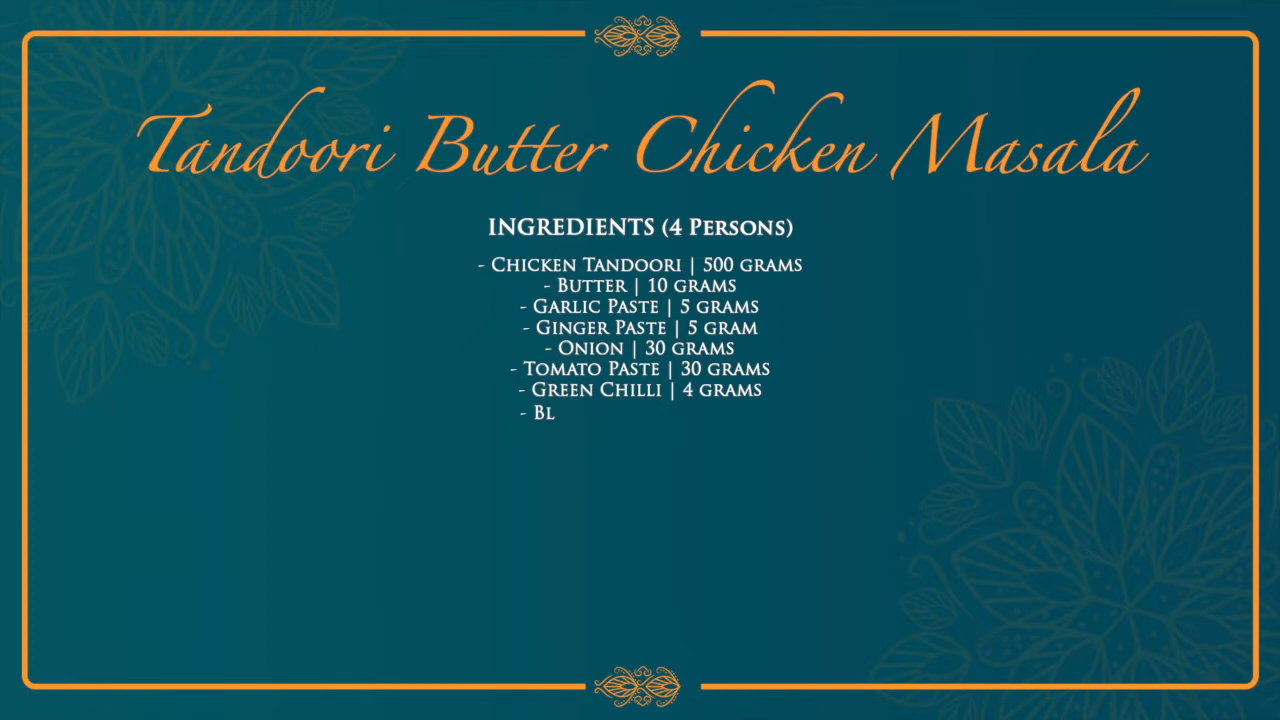 Tandoori Butter Chicken Masala
INGREDIENTS (4 Persons)
- Chicken Tandoori | 500 grams
- Butter | 10 grams
- Garlic Paste | 5 grams
- Ginger Paste | 5 gram
- Onion | 30 grams
- Tomato Paste | 30 grams
- Green Chilli | 4 grams
- Bl